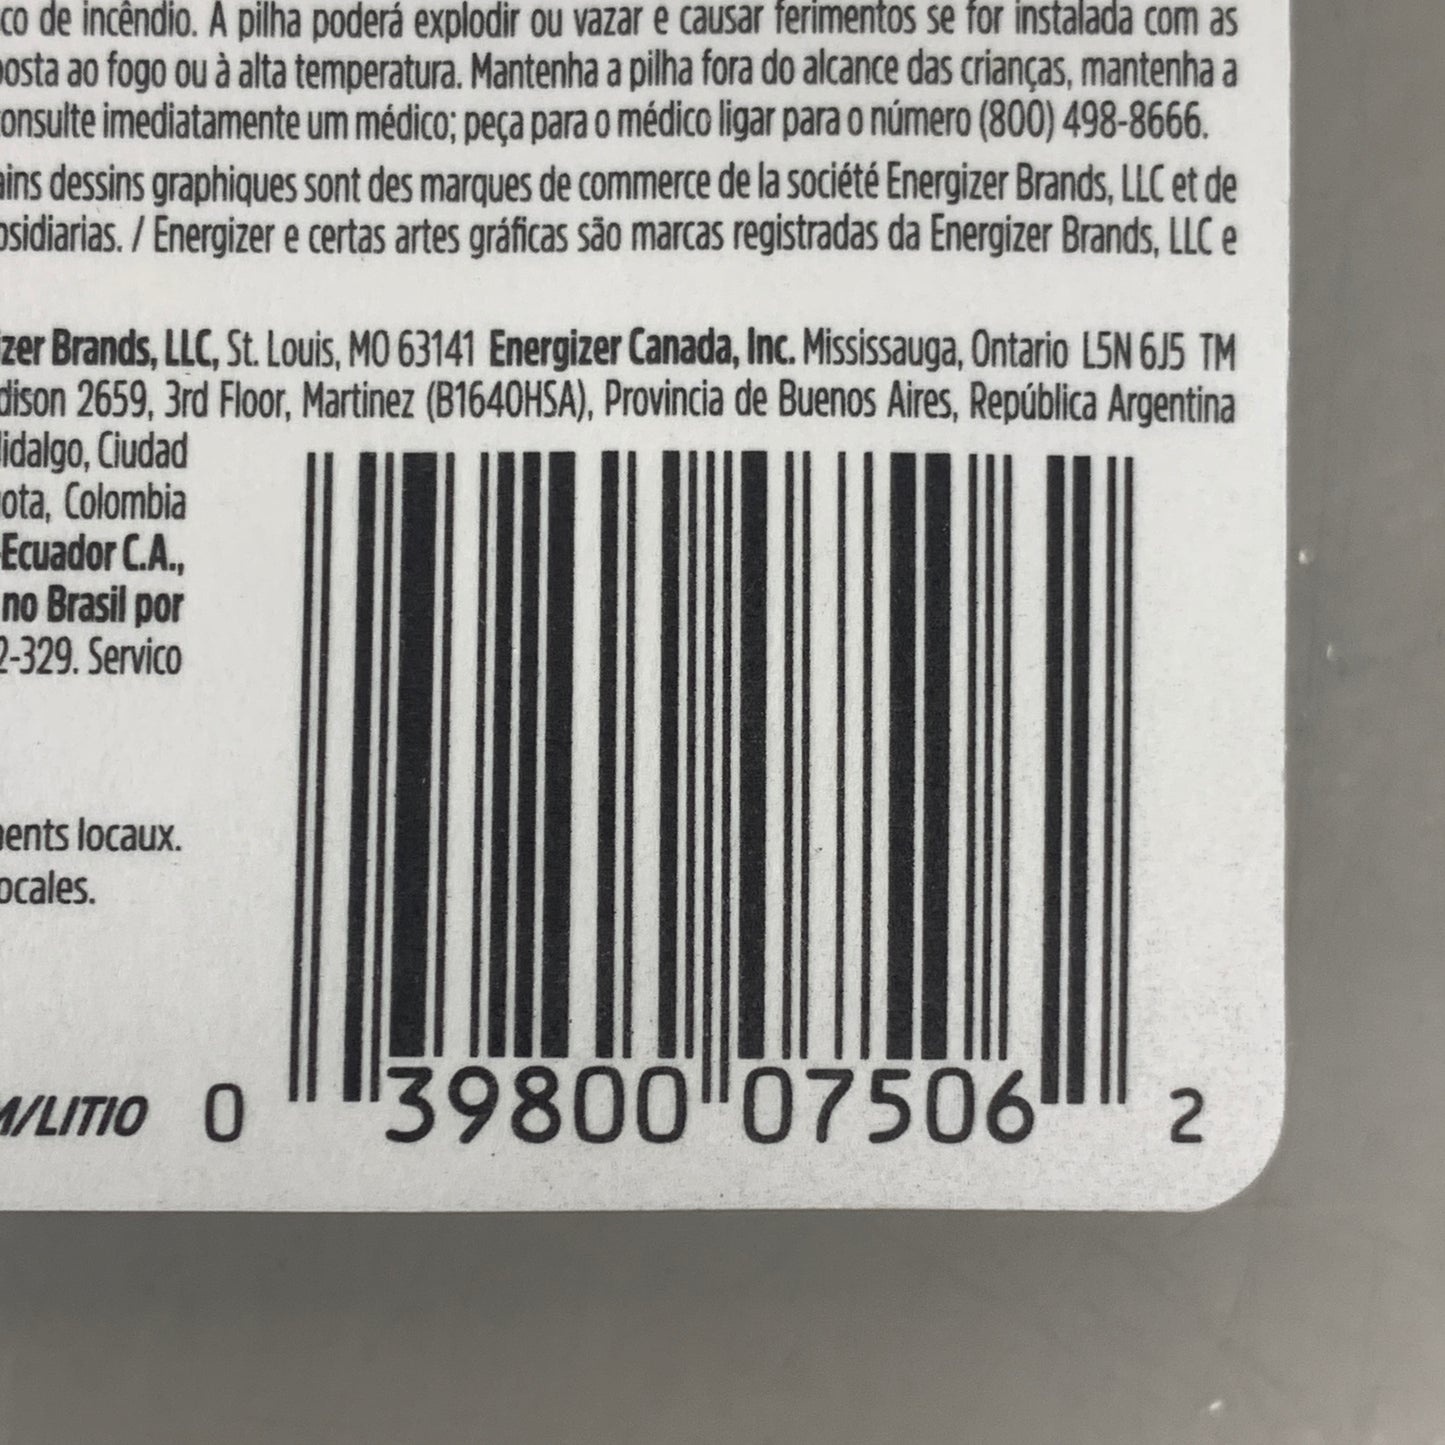 co de incêndio. A pilha poderá explodir ou vazar e causar ferimentos se for instalada com as
osta ao fogo ou à alta temperatura. Mantenha a pilha fora do alcance das crianças, mantenha a
onsulte imediatamente um médico; peça para o médico ligar para o número (800) 498-8666.
ains dessins graphiques sont des marques de commerce de la société Energizer Brands, LLC et de
osidiarias. / Energizer e certas artes gráficas são marcas registradas da Energizer Brands, LLC e
izer Brands, LLC, St. Louis, MO 63141 Energizer Canada, Inc. Mississauga, Ontario L5N 6J5 TM
dison 2659, 3rd Floor, Martinez (B1640HSA), Provincia de Buenos Aires, República Argentina
Hidalgo, Ciudad
ota, Colombia
Ecuador C.A.,
no Brasil por
2-329. Servico
ments locaux.
ocales.
M/LITIO
0 39800 07506 2